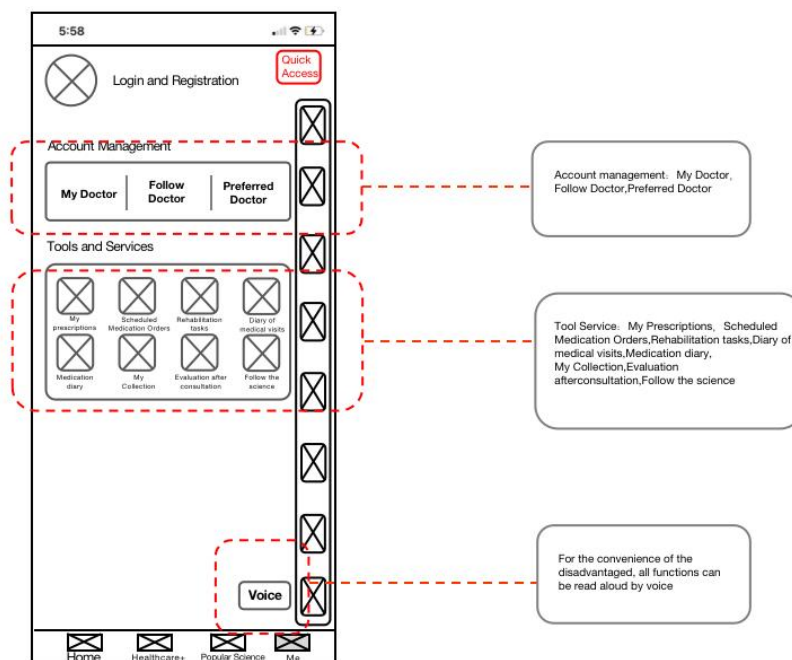 5:58
Login and Registration
Quick
Access
Account Management
My Doctor
Follow
Doctor
Preferred
Doctor
Tools and Services
My
prescriptions
Scheduled
Medication Orders
Rehabilitation
tasks
Diary of
medical visits
Medication
diary
My
Collection
Evaluation after
consultation
Follow the
science
Voice
Home
Healthcare+
Popular Science
Me
Account management: My Doctor,
Follow Doctor,Preferred Doctor
Tool Service: My Prescriptions, Scheduled
Medication Orders,Rehabilitation tasks,Diary of
medical visits,Medication diary,
My Collection,Evaluation
afterconsultation,Follow the science
For the convenience of the
disadvantaged, all functions can
be read aloud by voice